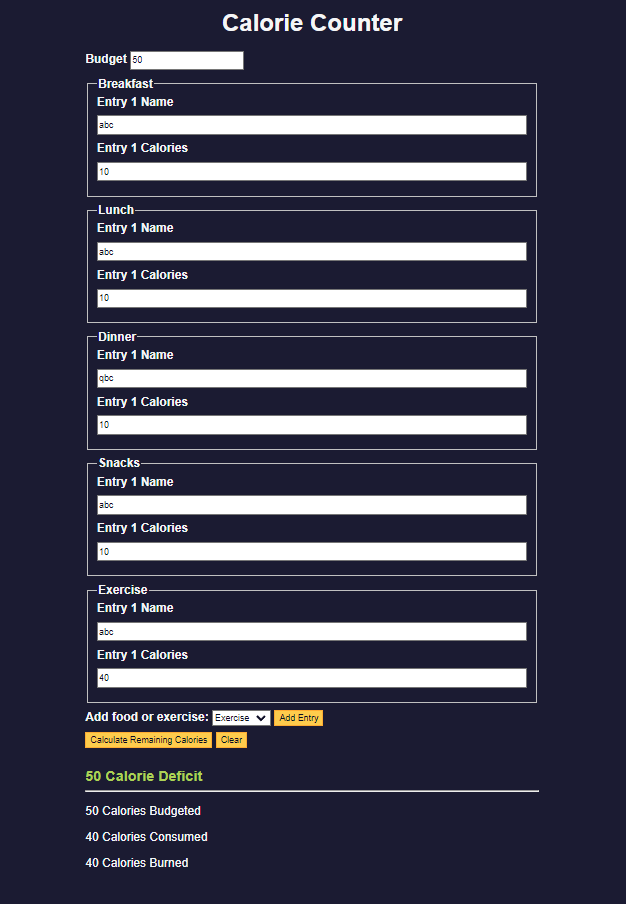 Calorie Counter
Budget 50
Breakfast
Entry 1 Name
abc
Entry 1 Calories
10
Lunch
Entry 1 Name
abc
Entry 1 Calories
10
Dinner
Entry 1 Name
qbc
Entry 1 Calories
10
Snacks
Entry 1 Name
abc
Entry 1 Calories
10
Exercise
Entry 1 Name
abc
Entry 1 Calories
40
Add food or exercise: Exercise Add Entry
Calculate Remaining Calories Clear
50 Calorie Deficit
50 Calories Budgeted
40 Calories Consumed
40 Calories Burned